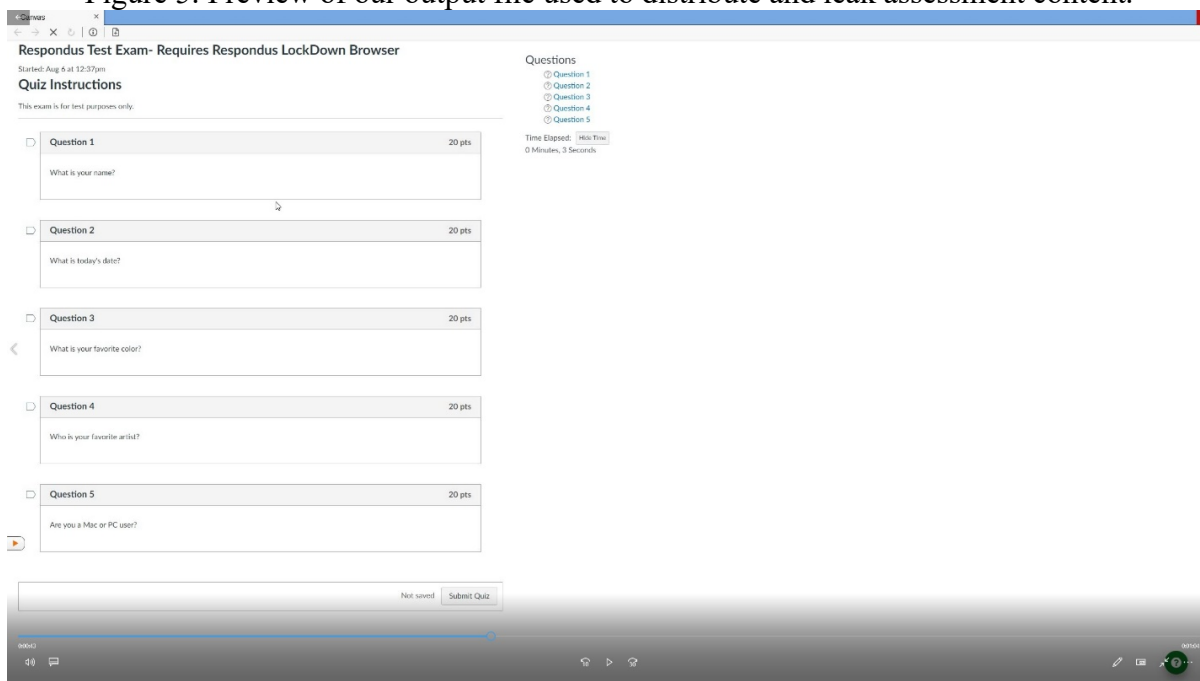 Figure 5. Preview of our output file used to distribute and leak assessment content.
Canvas
Respondus Test Exam- Requires Respondus LockDown Browser
Started: Aug 6 at 12:37pm
Quiz Instructions
This exam is for test purposes only.
Question 1 20 pts
What is your name?
Question 2 20 pts
What is today's date?
Question 3 20 pts
What is your favorite color?
Question 4 20 pts
Who is your favorite artist?
Question 5 20 pts
Are you a Mac or PC user?
Not saved Submit Quiz
Questions
Question 1
Question 2
Question 3
Question 4
Question 5
Time Elapsed: Hide Time
0 Minutes, 3 Seconds